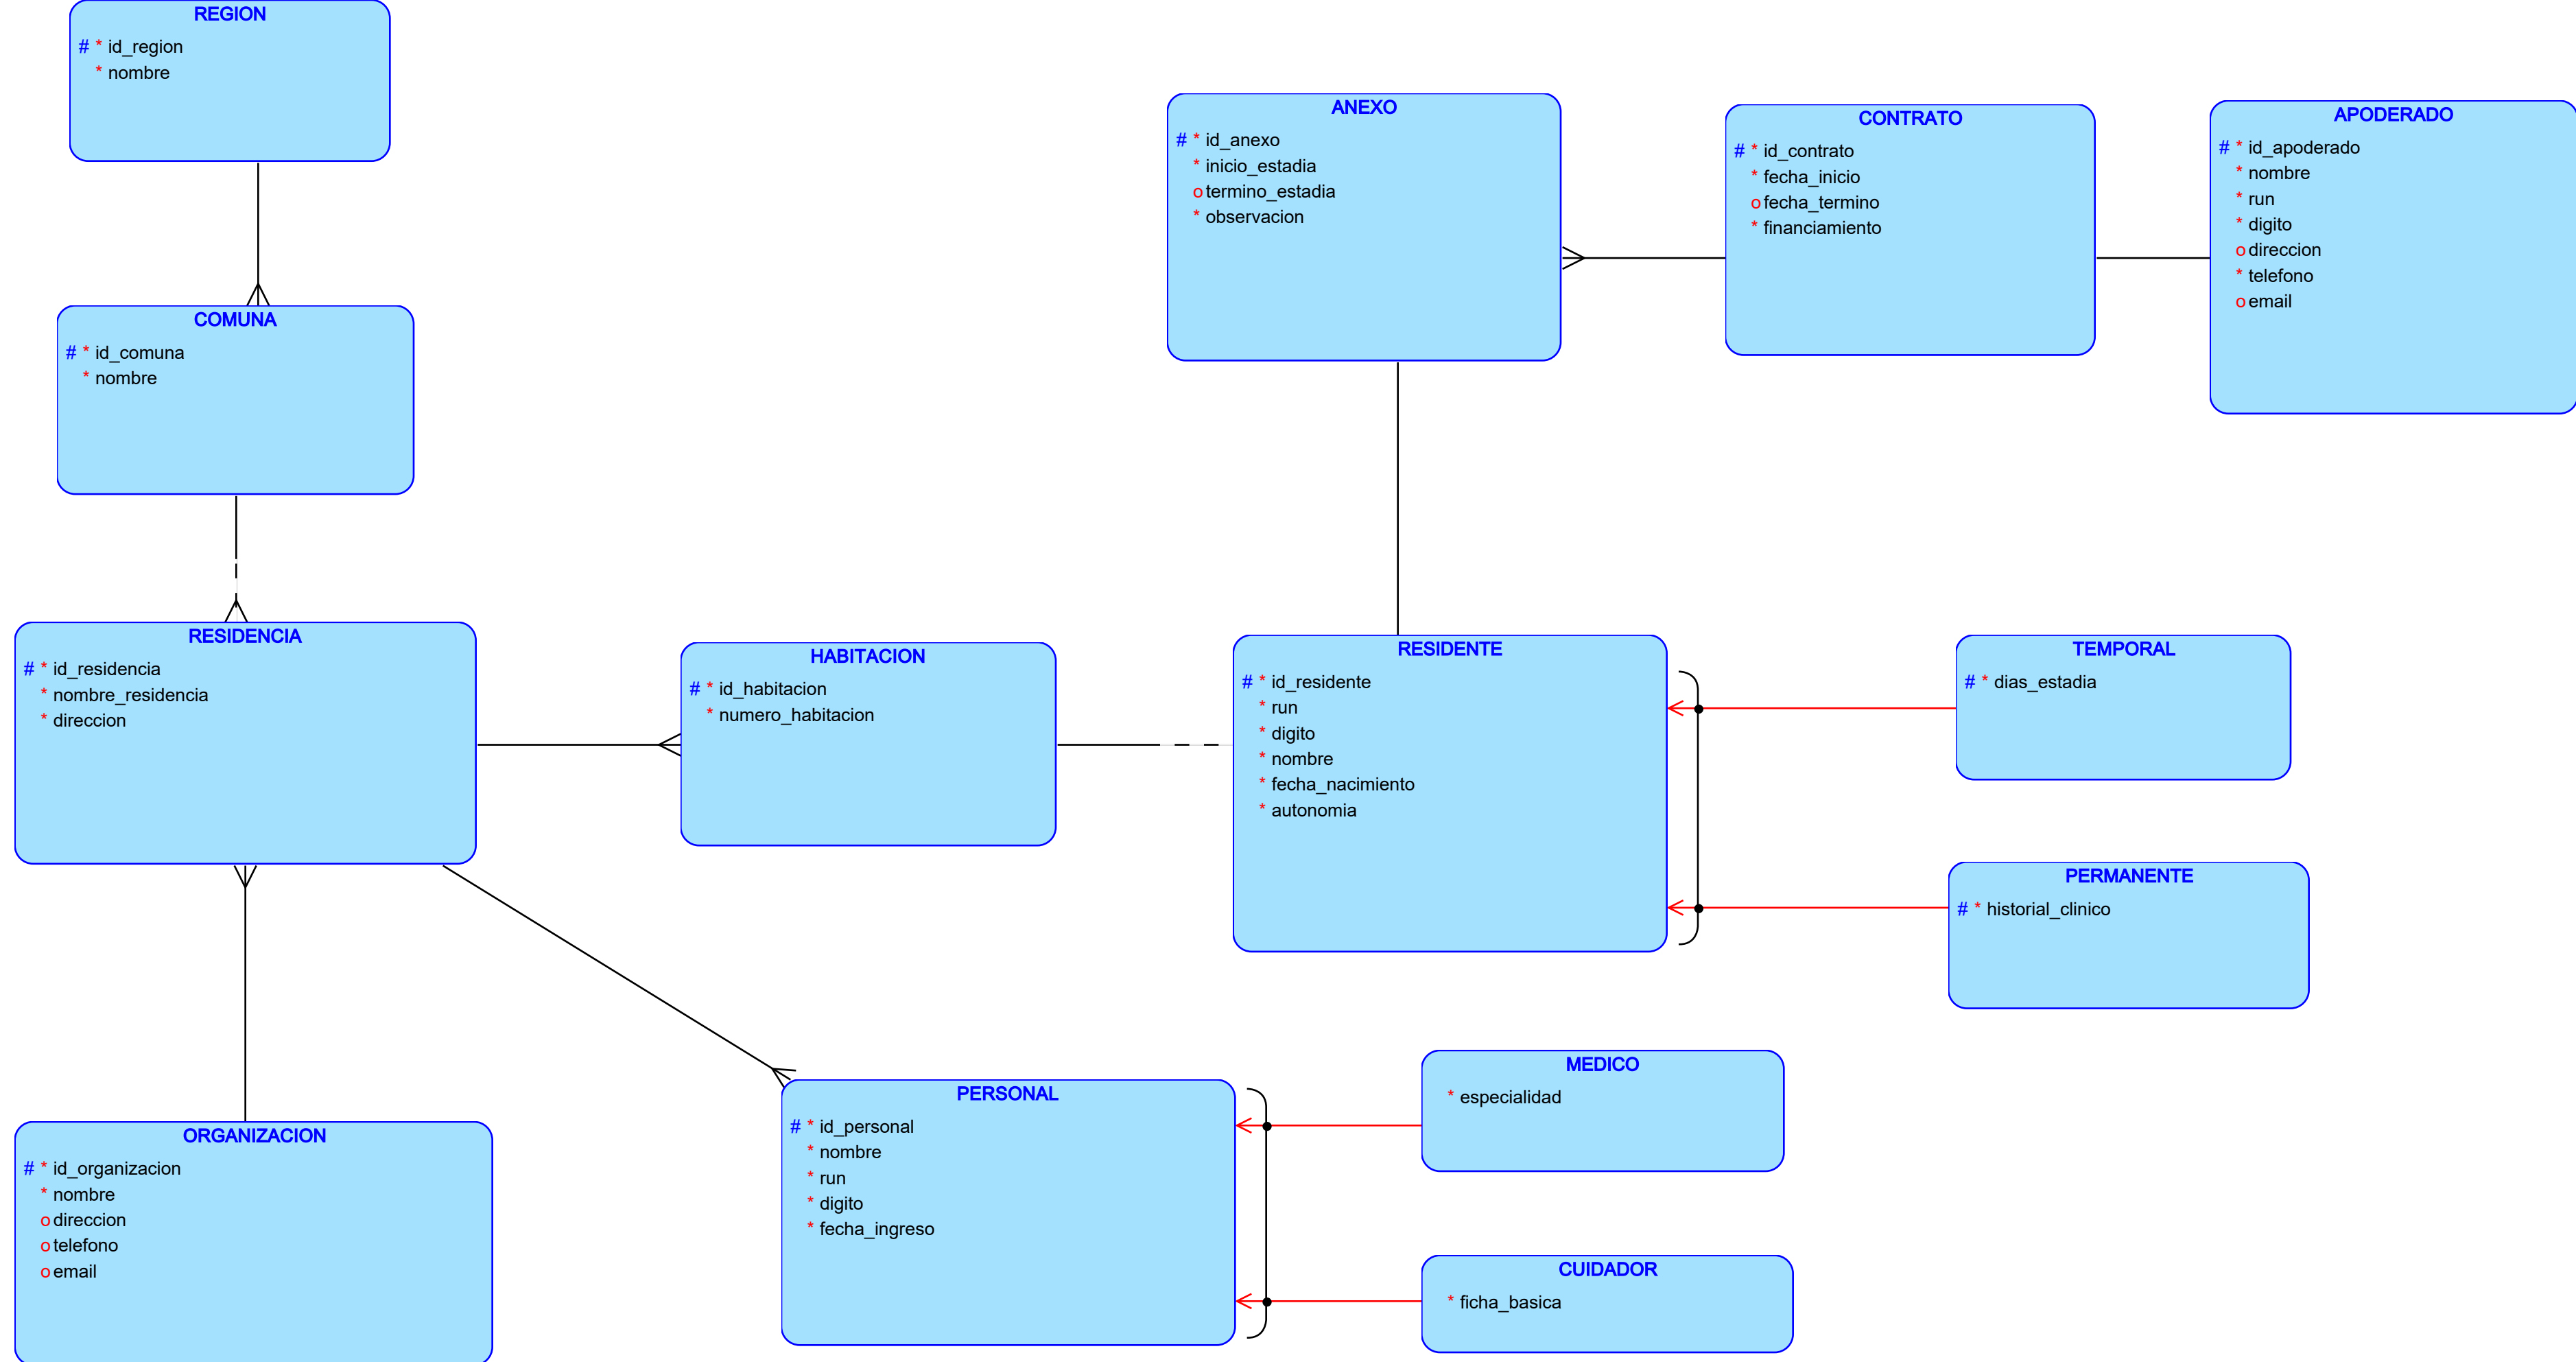 REGION
# * id_region
* nombre
COMUNA
# * id_comuna
* nombre
RESIDENCIA
# * id_residencia
* nombre_residencia
* direccion
ORGANIZACION
# * id_organizacion
* nombre
o direccion
o telefono
o email
HABITACION
# * id_habitacion
* numero_habitacion
PERSONAL
# * id_personal
* nombre
* run
* digito
* fecha_ingreso
ANEXO
# * id_anexo
* inicio_estadia
o termino_estadia
* observacion
CONTRATO
# * id_contrato
* fecha_inicio
o fecha_termino
* financiamiento
APODERADO
# * id_apoderado
* nombre
* run
* digito
o direccion
* telefono
o email
RESIDENTE
# * id_residente
* run
* digito
* nombre
* fecha_nacimiento
* autonomia
TEMPORAL
# * dias_estadia
PERMANENTE
# * historial_clinico
MEDICO
* especialidad
CUIDADOR
* ficha_basica